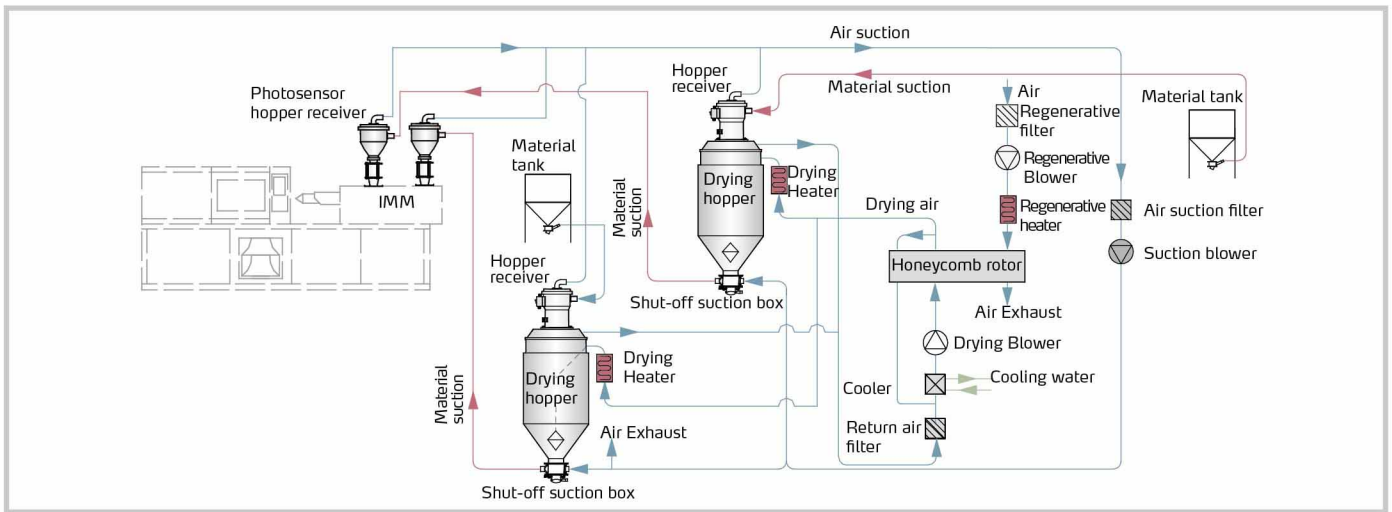 Air suction
Hopper
receiver
Material suction
Air
Regenerative
filter
Material tank
Photosensor
hopper receiver
Regenerative
Blower
Material
tank
Drying
hopper
Drying
Heater
IMM
Material
suction
Drying air
Regenerative
heater
Air suction filter
Suction blower
Hopper
receiver
Honeycomb rotor
Shut-off suction box
Air Exhaust
Drying Blower
Drying
Heater
Drying
hopper
Cooler
Cooling water
Material
suction
Air Exhaust
Return air
filter
Shut-off suction box